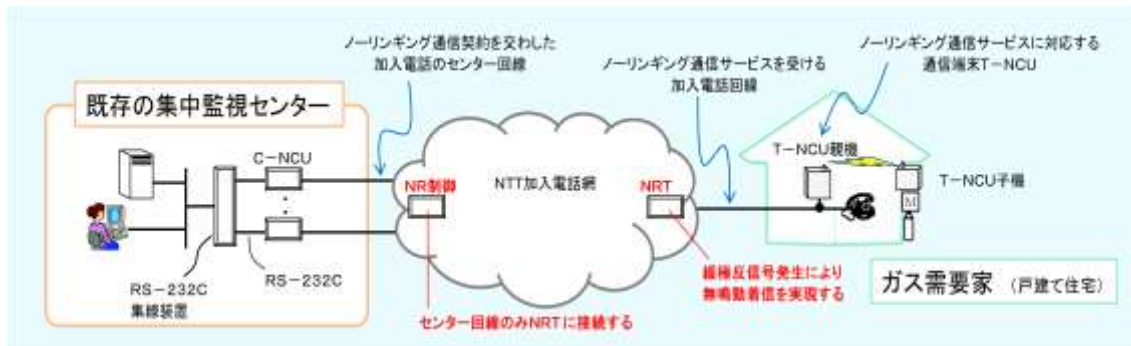 ノーリンギング通信契約を交わした
加入電話のセンター回線
ノーリンギング通信サービスを受ける
加入電話回線
ノーリンギング通信サービスに対応する
通信端末T-NCU
既存の集中監視センター
C-NCU
NR制御
NTT加入電話網
NRT
T-NCU親機
T-NCU子機
M
RS-232C
集線装置
RS-232C
センター回線のみNRTに接続する
緩極反信号発生により
無鳴動着信を実現する
ガス需要家 (戸建て住宅)